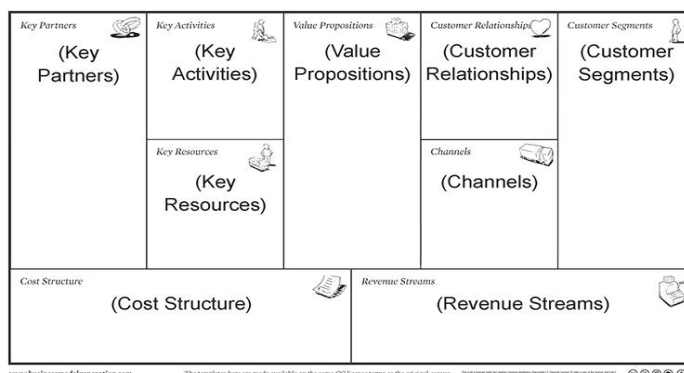 Key Partners
(Key
Partners)
Key Activities
(Key
Activities)
Key Resources
(Key
Resources)
Value Propositions
(Value
Propositions)
Customer Relationships
(Customer
Relationships)
Channels
(Channels)
Customer Segments
(Customer
Segments)
Cost Structure
(Cost Structure)
Revenue Streams
(Revenue Streams)